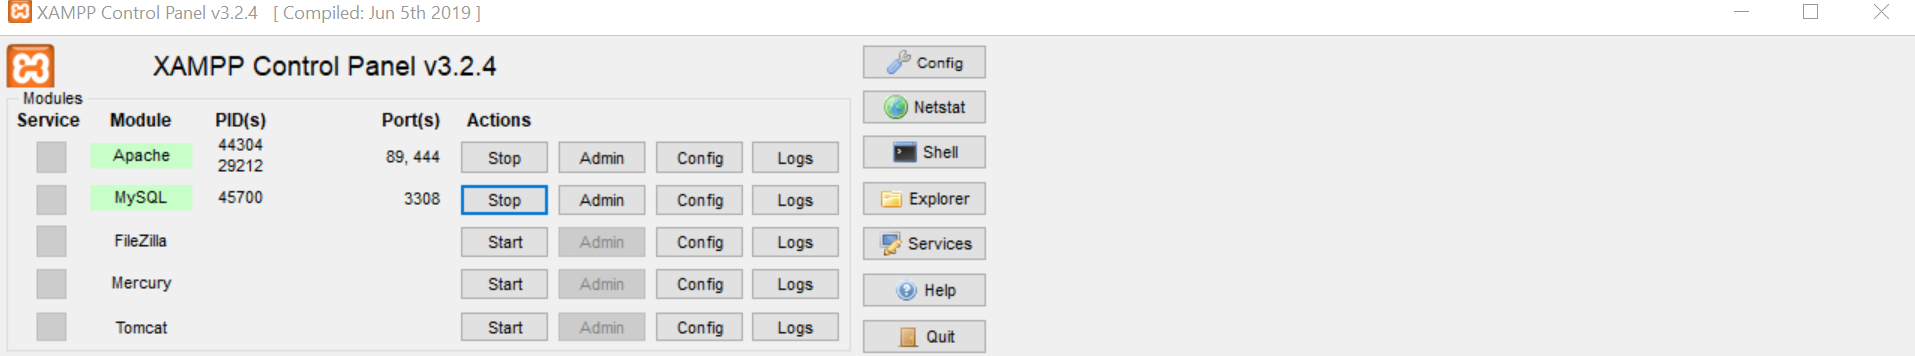 XAMPP Control Panel v3.2.4 [ Compiled: Jun 5th 2019 ]
XAMPP Control Panel v3.2.4
Config
Modules
Netstat
Service Module PID(s) Port(s) Actions
Apache 44304 29212 89, 444 Stop Admin Config Logs
Shell
MySQL 45700 3308 Stop Admin Config Logs
Explorer
FileZilla Start Admin Config Logs
Services
Mercury Start Admin Config Logs
Help
Tomcat Start Admin Config Logs
Quit